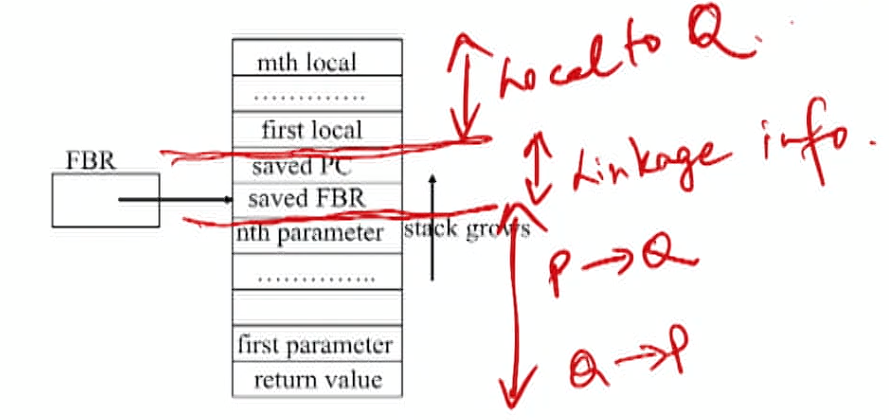 mth local
..............
first local
saved PC
FBR
saved FBR
nth parameter
stack grows
...............
first parameter
return value
Local to Q.
Linkage info.
P → Q
Q → P